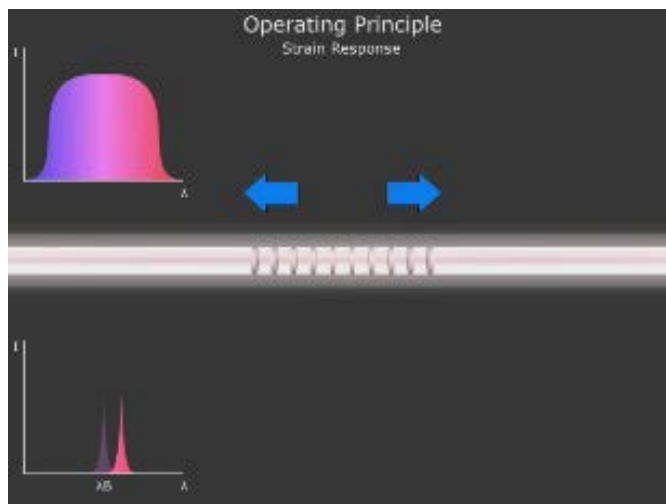 Operating Principle
Strain Response
I
λ
I
λB
λ